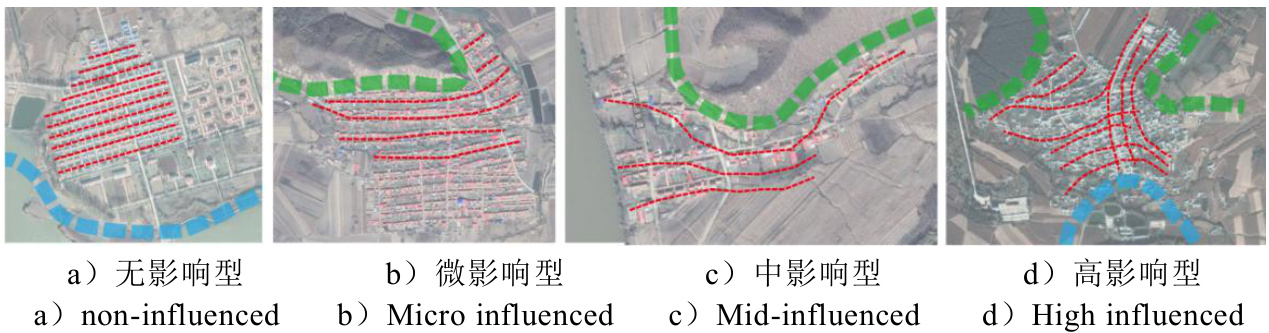 a）无影响型
b）微影响型
c）中影响型
d）高影响型
a）non-influenced
b）Micro influenced
c）Mid-influenced
d）High influenced